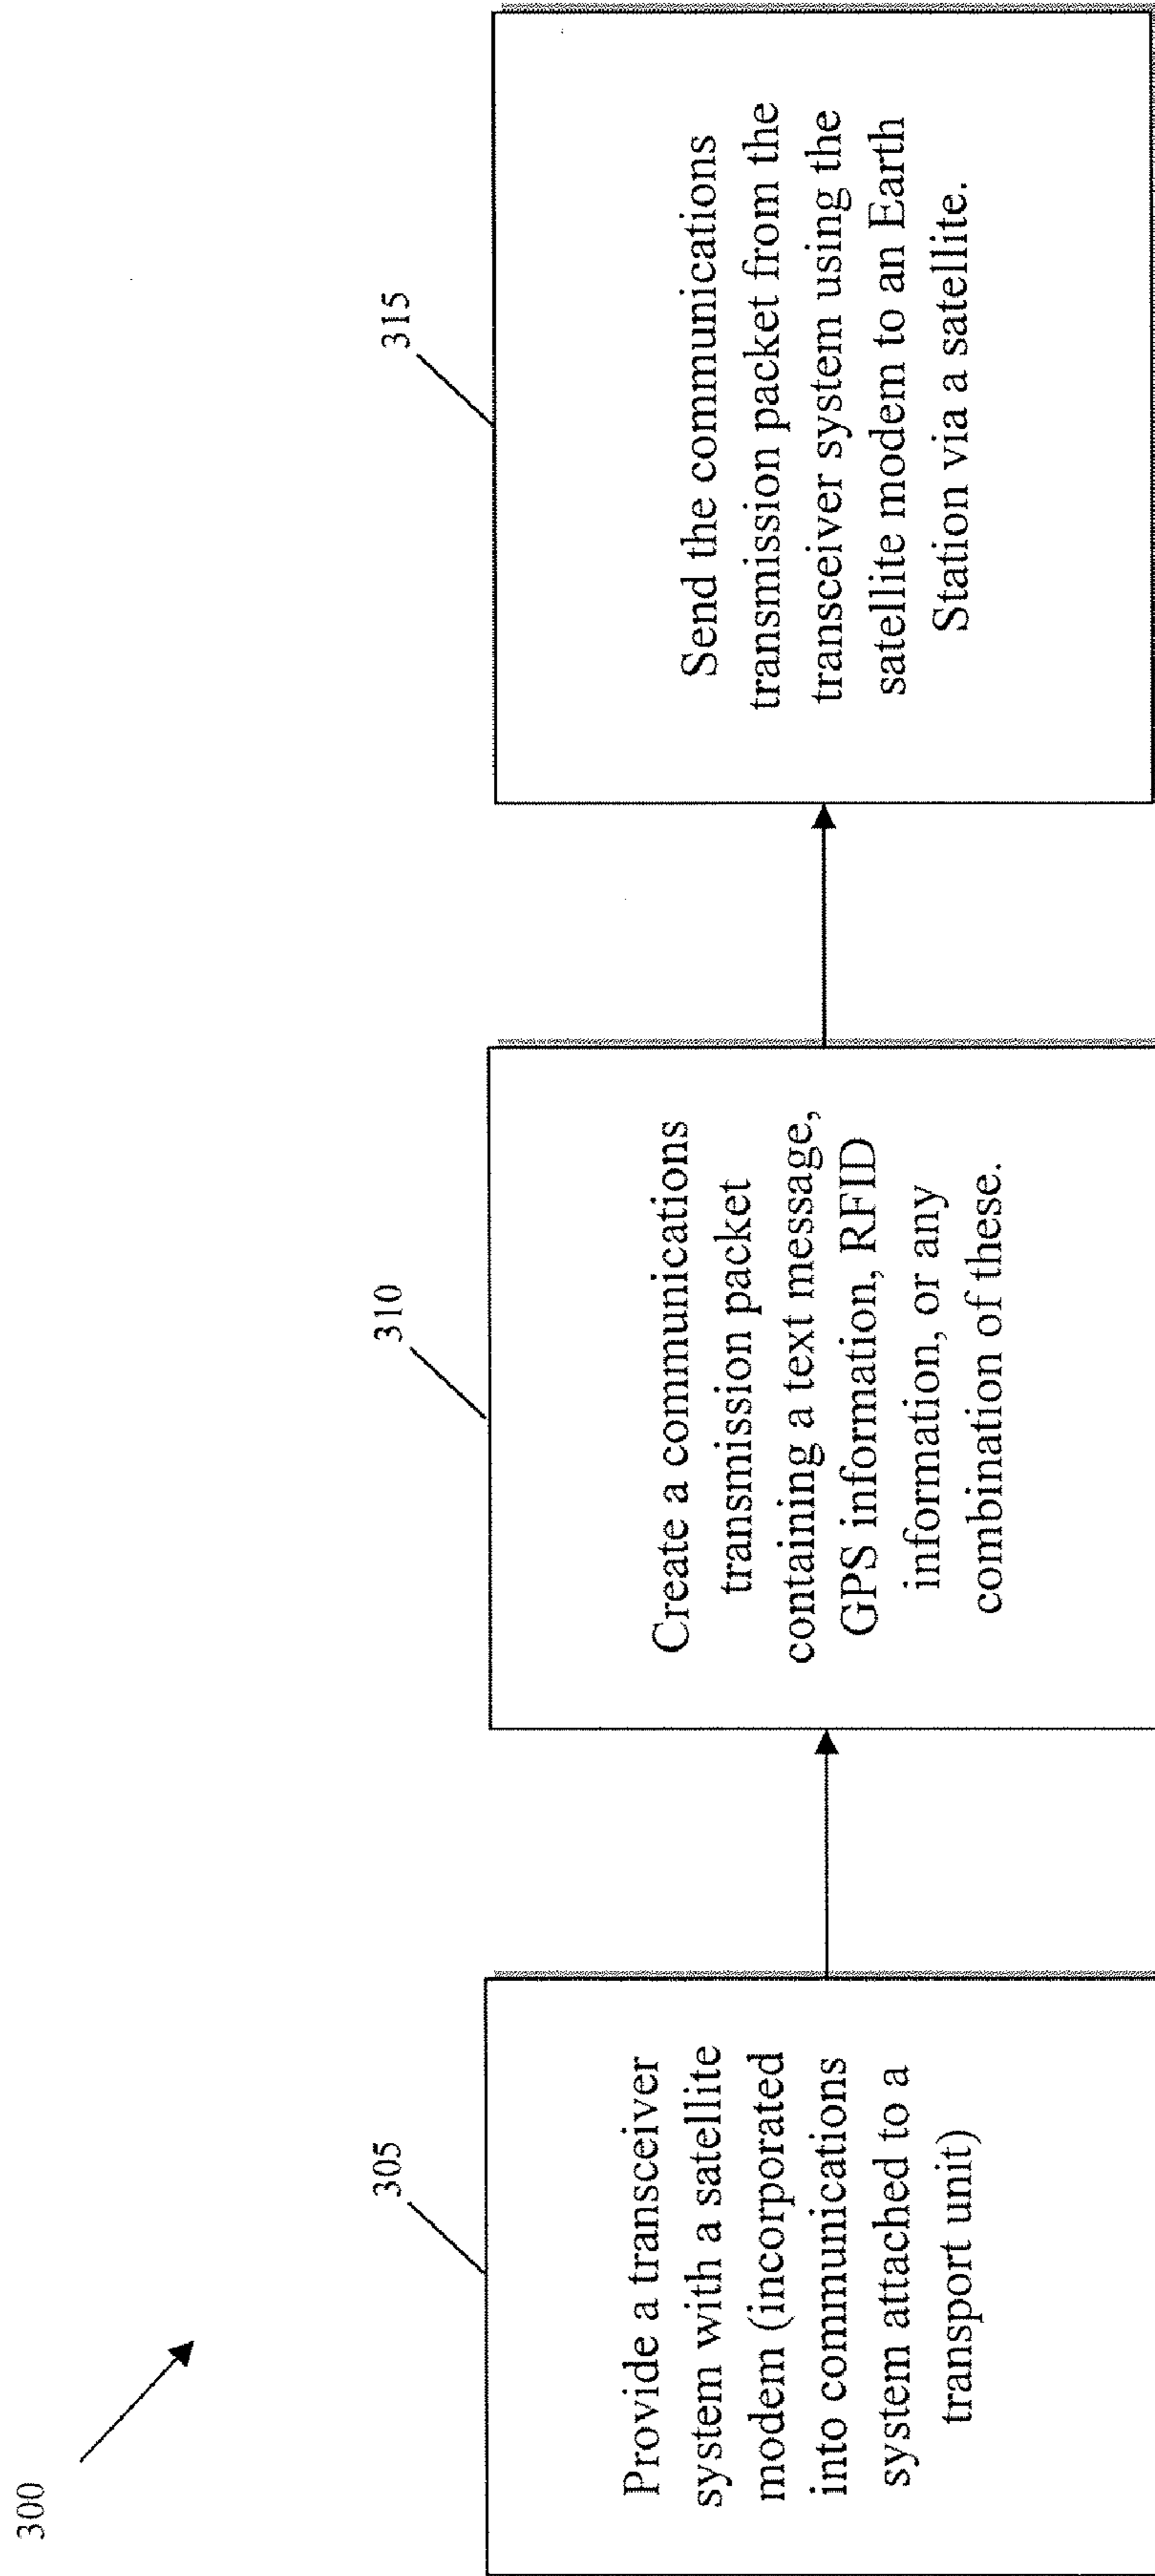 300
305
Provide a transceiver
system with a satellite
modem (incorporated
into communications
system attached to a
transport unit)
310
Create a communications
transmission packet
containing a text message,
GPS information, RFID
information, or any
combination of these.
315
Send the communications
transmission packet from the
transceiver system using the
satellite modem to an Earth
Station via a satellite.